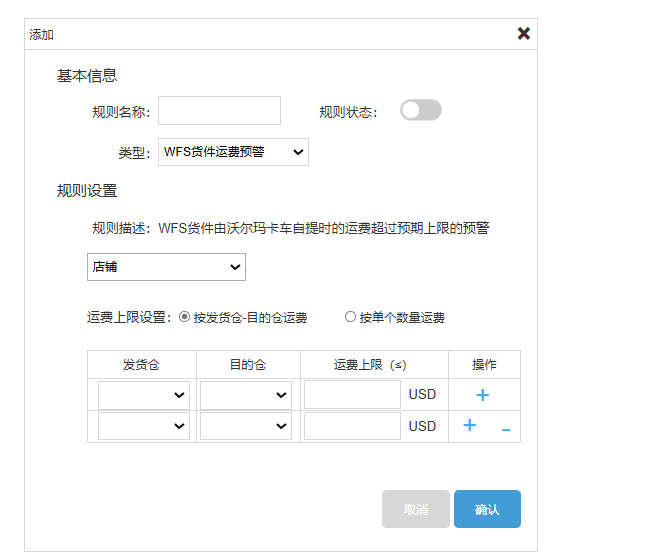 添加
基本信息
规则名称： 规则状态：
类型： WFS货件运费预警
规则设置
规则描述：WFS货件由沃尔玛卡车自提时的运费超过预期上限的预警
店铺
运费上限设置： 按发货仓-目的仓运费 按单个数量运费
发货仓 目的仓 运费上限（≤） 操作
USD +
USD + -
取消 确认